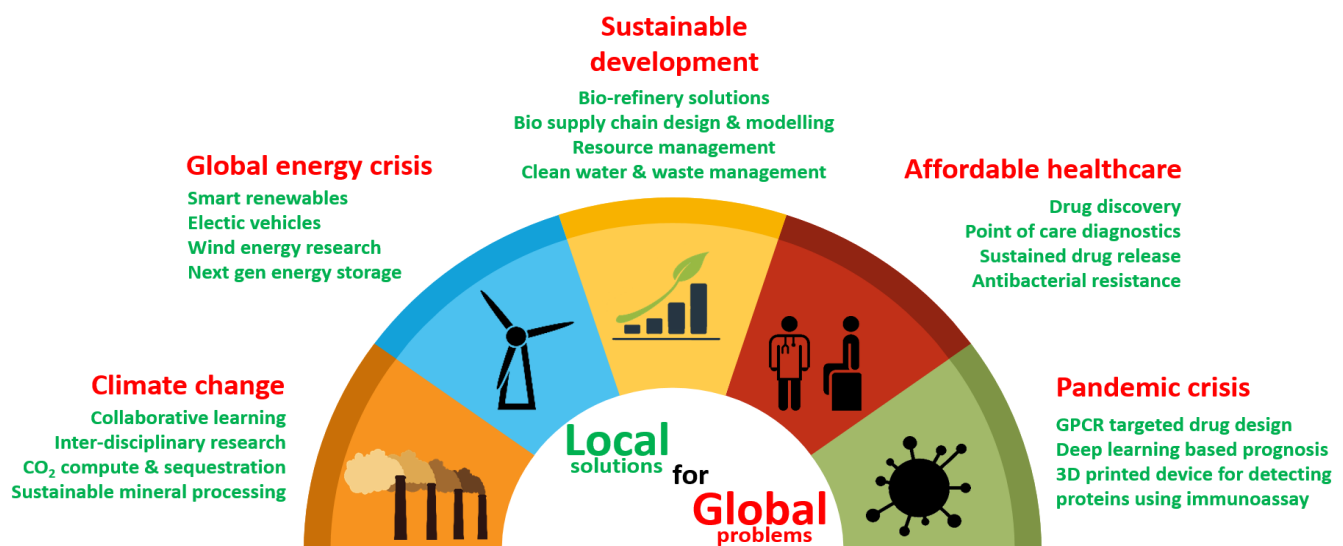 Sustainable
development
Bio-refinery solutions
Bio supply chain design & modelling
Resource management
Clean water & waste management
Global energy crisis
Smart renewables
Electic vehicles
Wind energy research
Next gen energy storage
Affordable healthcare
Drug discovery
Point of care diagnostics
Sustained drug release
Antibacterial resistance
Climate change
Collaborative learning
Inter-disciplinary research
CO₂ compute & sequestration
Sustainable mineral processing
Pandemic crisis
GPCR targeted drug design
Deep learning based prognosis
3D printed device for detecting
proteins using immunoassay
Local
solutions
for
Global
problems